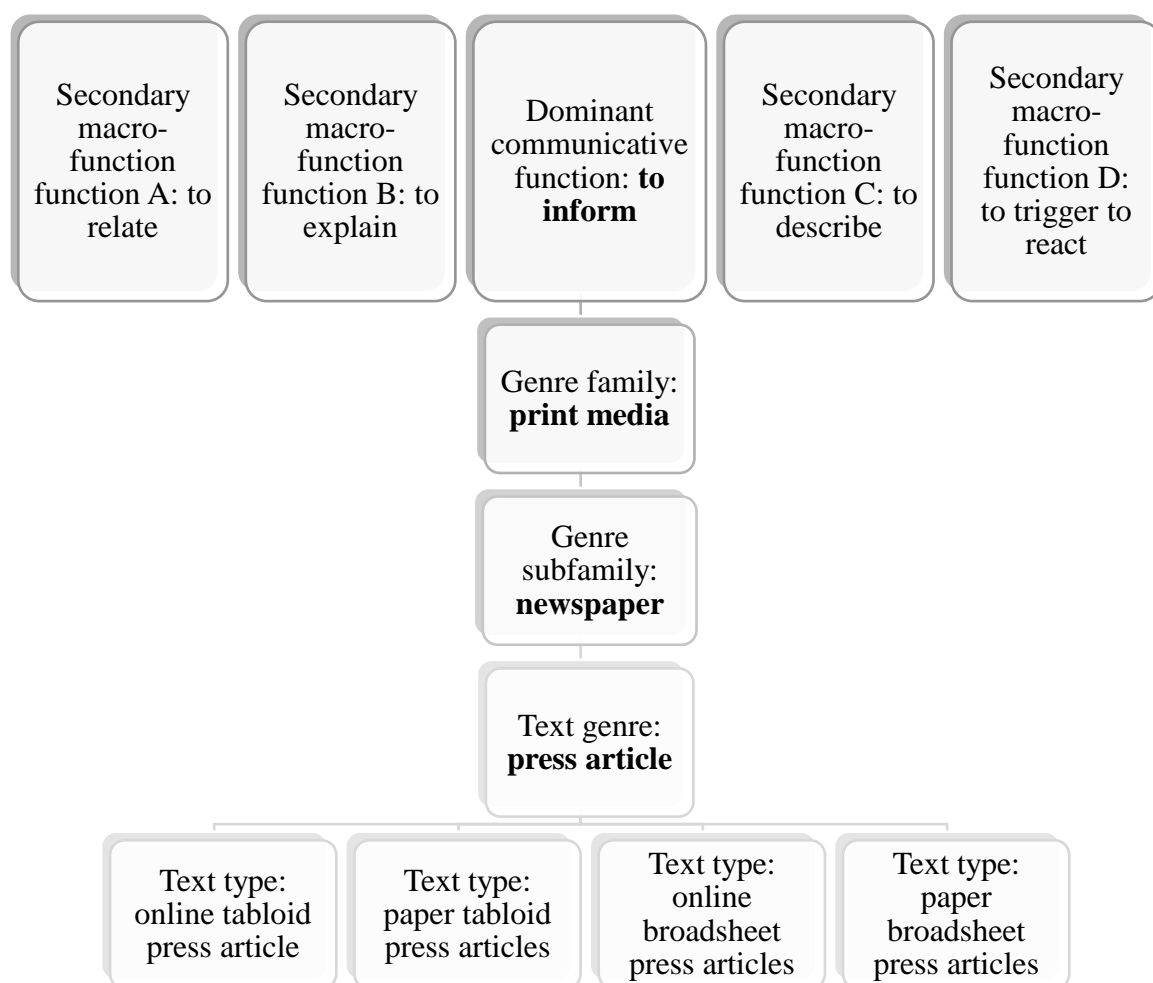 Secondary
macro-
function
function A: to
relate
Secondary
macro-
function
function B: to
explain
Dominant
communicative
function: to
inform
Secondary
macro-
function
function C: to
describe
Secondary
macro-
function
function D:
to trigger to
react
Genre family:
print media
Genre
subfamily:
newspaper
Text genre:
press article
Text type:
online tabloid
press article
Text type:
paper tabloid
press articles
Text type:
online
broadsheet
press articles
Text type:
paper
broadsheet
press articles